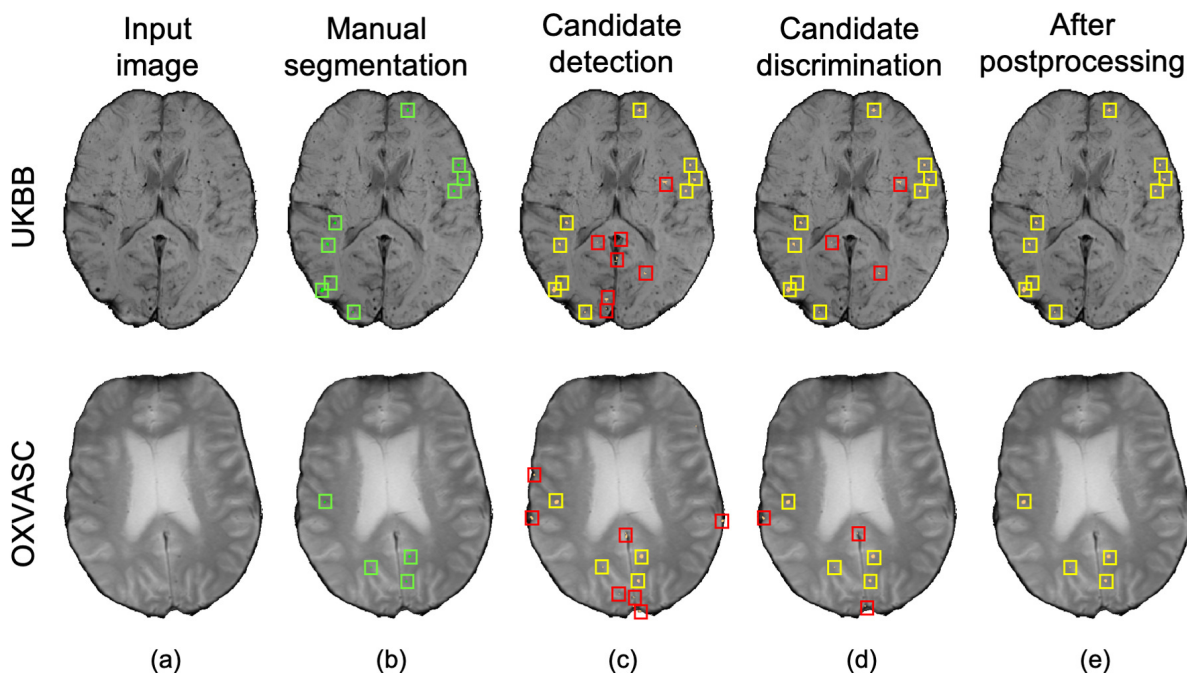 Input
image
Manual
segmentation
Candidate
detection
Candidate
discrimination
After
postprocessing
UKBB
OXVASC
(a)
(b)
(c)
(d)
(e)